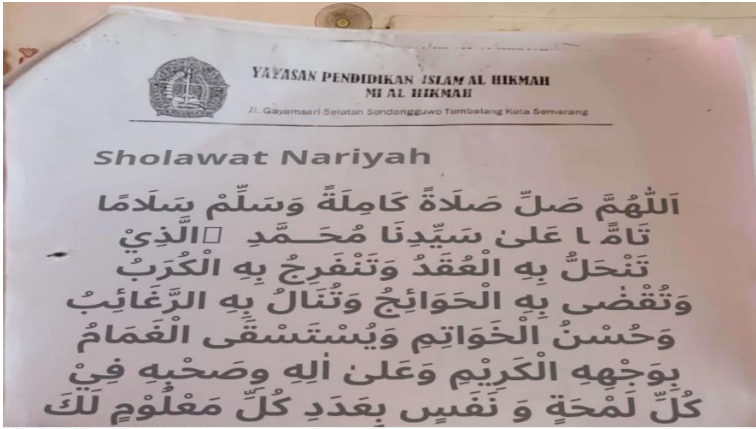 YAYASAN PENDIDIKAN ISLAM AL HIKMAH
MI AL HIKMAH
Jl. Gayamsari Selatan Sendangguwo Tembalang Kota Semarang
Sholawat Nariyah
اَللّٰهُمَّ صَلِّ صَلَاةً كَامِلَةً وَسَلِّمْ سَلَامًا
تَامًّا عَلىٰ سَيِّدِنَا مُحَــمَّدِ الَّذِيْ
تَنْحَلُّ بِهِ الْعُقَدُ وَتَنْفَرِجُ بِهِ الْكُرَبُ
وَتُقْضٰى بِهِ الْحَوَائِجُ وَتُنَالُ بِهِ الرَّغَائِبُ
وَحُسْنُ الْخَوَاتِمِ وَيُسْتَسْقَى الْغَمَامُ
بِوَجْهِهِ الْكَرِيْمِ وَعَلىٰ اٰلِهِ وَصَحْبِهِ فِيْ
كُلِّ لَمْحَةٍ وَ نَفَسٍ بِعَدَدِ كُلِّ مَعْلُوْمٍ لَكَ